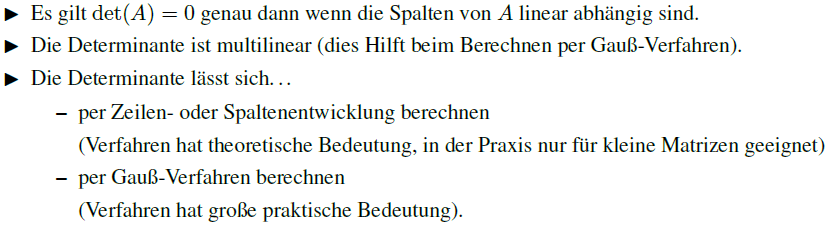 ▶ Es gilt det(A) = 0 genau dann wenn die Spalten von A linear abhängig sind.
▶ Die Determinante ist multilinear (dies Hilft beim Berechnen per Gauß-Verfahren).
▶ Die Determinante lässt sich...
– per Zeilen- oder Spaltenentwicklung berechnen
(Verfahren hat theoretische Bedeutung, in der Praxis nur für kleine Matrizen geeignet)
– per Gauß-Verfahren berechnen
(Verfahren hat große praktische Bedeutung).